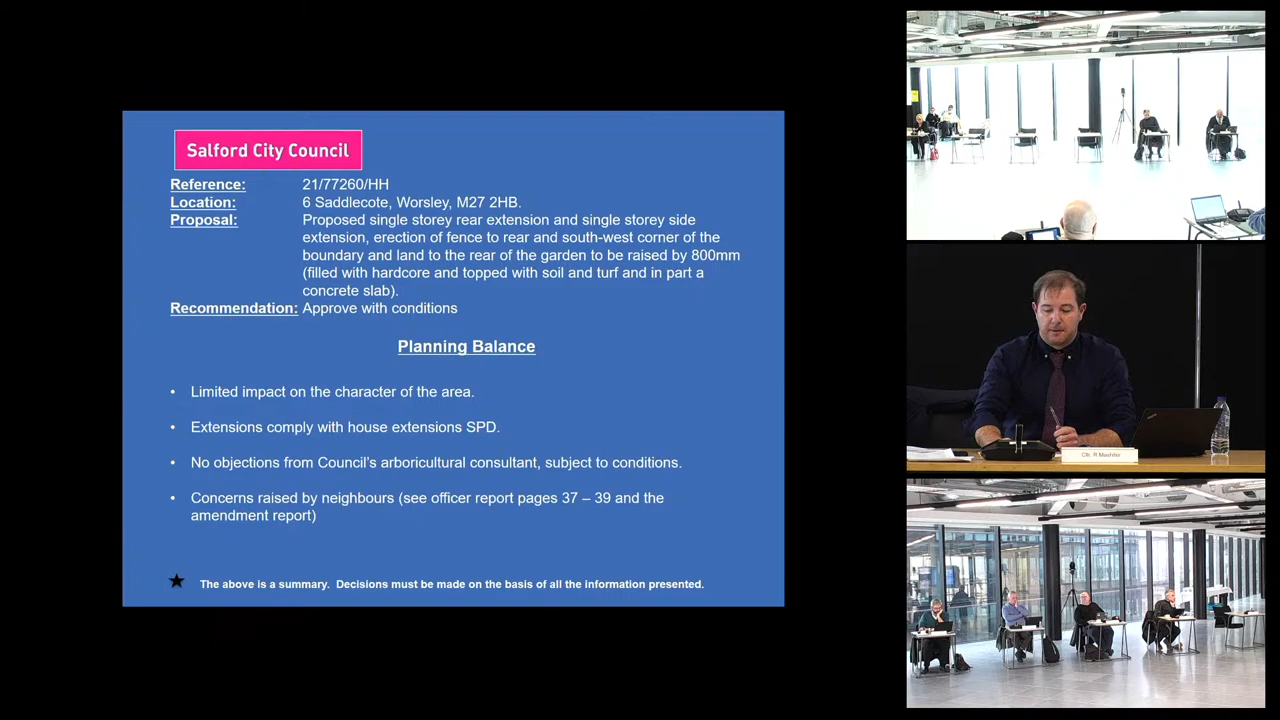 Salford City Council
Reference: 21/77260/HH
Location: 6 Saddlecote, Worsley, M27 2HB.
Proposal: Proposed single storey rear extension and single storey side
extension, erection of fence to rear and south-west corner of the
boundary and land to the rear of the garden to be raised by 800mm
(filled with hardcore and topped with soil and turf and in part a
concrete slab).
Recommendation: Approve with conditions
Planning Balance
• Limited impact on the character of the area.
• Extensions comply with house extensions SPD.
• No objections from Council's arboricultural consultant, subject to conditions.
• Concerns raised by neighbours (see officer report pages 37 – 39 and the
amendment report)
★ The above is a summary. Decisions must be made on the basis of all the information presented.
Cllr. R Mashiter